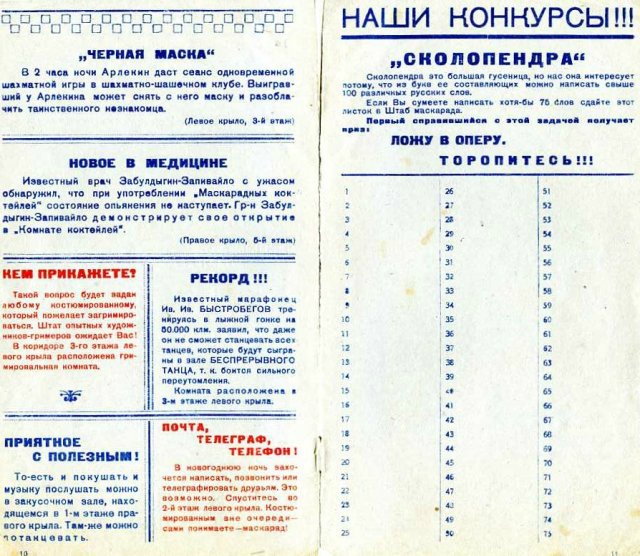 „ЧЕРНАЯ МАСКА“
В 2 часа ночи Арлекин даст сеанс одновременной
шахматной игры в шахматно-шашечном клубе. Выиграв-
ший у Арлекина может снять с него маску и разобла-
чить таинственного незнакомца.
(Левое крыло, 3-й этаж)
НОВОЕ В МЕДИЦИНЕ
Известный врач Забулдыгин-Запивайло с ужасом
обнаружил, что при употреблении „Маскарадных кок-
тейлей“ состояние опьянения не наступает. Гр-н Забул-
дыгин-Запивайло демонстрирует свое открытие
в „Комнате коктейлей“.
(Правое крыло, 5-й этаж)
КЕМ ПРИКАЖЕТЕ?
Такой вопрос будет задан
любому костюмированному,
который пожелает загримиро-
ваться. Штат опытных худож-
ников-гримеров ожидает Вас!
В коридоре 3-го этажа ле-
вого крыла расположена гри-
мировальная комната.
РЕКОРД!!!
Известный марафонец
Ив. Ив. БЫСТРОБЕГОВ тре-
нируясь в лыжной гонке на
50.000 клм. заявил, что даже
он не сможет станцевать всех
танцев, которые будут сыгра-
ны в зале БЕСПРЕРЫВНОГО
ТАНЦА, т. к. боится сильного
переутомления.
Комната расположена в
3-м этаже левого крыла.
ПРИЯТНОЕ
С ПОЛЕЗНЫМ!
То-есть и покушать и
музыку послушать можно
в закусочном зале, нахо-
дящемся в 1-м этаже пра-
вого крыла. Там-же можно
потанцевать.
ПОЧТА,
ТЕЛЕГРАФ,
ТЕЛЕФОН!
В новогоднюю ночь захо-
чется написать, позвонить или
телеграфировать друзьям. Это
возможно. Спуститесь во
2-й этаж левого крыла. Костю-
мированным вне очереди—
сами понимаете—маскарад!
10
НАШИ КОНКУРСЫ!!!
„СКОЛОПЕНДРА“
Сколопендра это большая гусеница, но нас она интересует
потому, что из букв ее составляющих можно написать свыше
100 различных русских слов.
Если Вы сумеете написать хотя-бы 75 слов сдайте этот
листок в Штаб маскарада.
Первый справившийся с этой задачей получает
приз:
ЛОЖУ В ОПЕРУ.
ТОРОПИТЕСЬ!!!
1 26 51
2 27 52
3 28 53
4 29 54
5 30 55
6 31 56
7 32 57
8 33 58
9 34 59
10 35 60
11 36 61
12 37 62
13 38 63
14 39 64
15 40 65
16 41 66
17 42 67
18 43 68
19 44 69
20 45 70
21 46 71
22 47 72
23 48 73
24 49 74
25 50 75
11